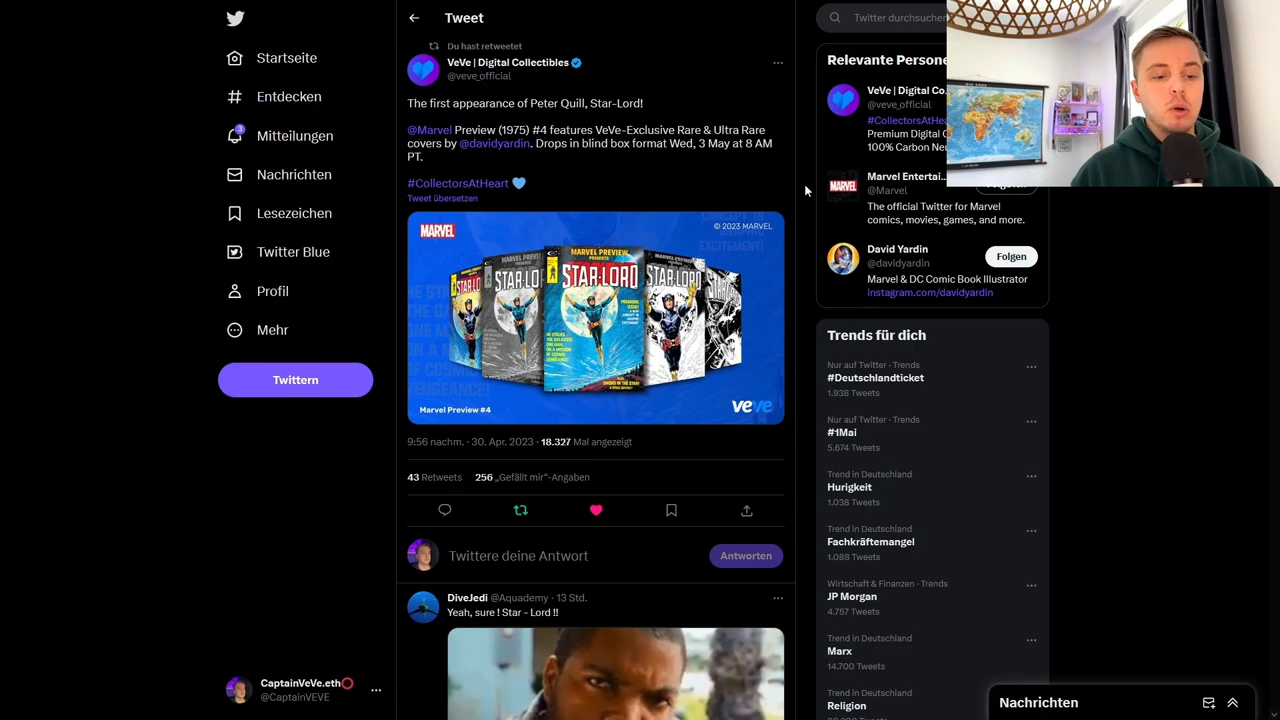 Startseite
Entdecken
3
Mitteilungen
Nachrichten
Lesezeichen
Twitter Blue
Profil
Mehr
Twittern
CaptainVeVe.eth⭕
@CaptainVEVE
Tweet
Du hast retweetet
VeVe | Digital Collectibles
@veve_official
The first appearance of Peter Quill, Star-Lord!
@Marvel Preview (1975) #4 features VeVe-Exclusive Rare & Ultra Rare
covers by @davidyardin. Drops in blind box format Wed, 3 May at 8 AM
PT.
#CollectorsAtHeart 💙
Tweet übersetzen
MARVEL
© 2023 MARVEL
MARVEL PREVIEW
STAR-LORD
Marvel Preview #4
veve
9:56 nachm. · 30. Apr. 2023 · 18.327 Mal angezeigt
43 Retweets 256 „Gefällt mir“-Angaben
Twittere deine Antwort
Antworten
DiveJedi @Aquademy · 13 Std.
Yeah, sure ! Star - Lord !!
Twitter durchsuchen
Relevante Persone
VeVe | Digital Co
@veve_official
#CollectorsAtHea
Premium Digital C
100% Carbon Neu
Marvel Entertai...
@Marvel
MARVEL
The official Twitter for Marvel
comics, movies, games, and more.
David Yardin
@davidyardin
Folgen
Marvel & DC Comic Book Illustrator
instagram.com/davidyardin
Trends für dich
Nur auf Twitter · Trends
#Deutschlandticket
1.938 Tweets
Nur auf Twitter · Trends
#1Mai
5.674 Tweets
Trend in Deutschland
Hurigkeit
1.038 Tweets
Trend in Deutschland
Fachkräftemangel
1.088 Tweets
Wirtschaft & Finanzen · Trends
JP Morgan
4.757 Tweets
Trend in Deutschland
Marx
14.700 Tweets
Trend in Deutschland
Religion
Nachrichten